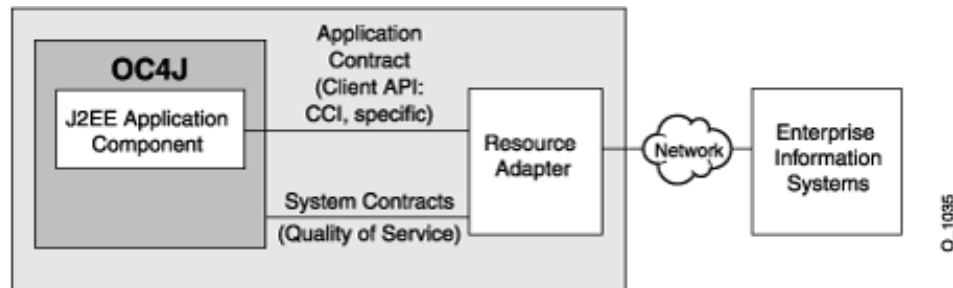 Application
Contract
(Client API:
CCI, specific)
OC4J
J2EE Application
Component
Resource
Adapter
Network
Enterprise
Information
Systems
System Contracts
(Quality of Service)
O_1035